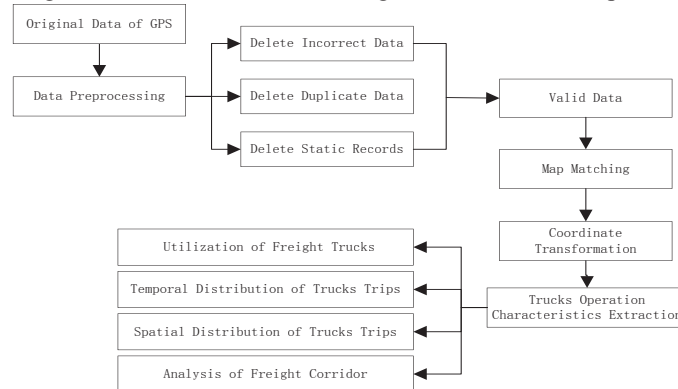 Original Data of GPS
Data Preprocessing
Delete Incorrect Data
Delete Duplicate Data
Delete Static Records
Valid Data
Map Matching
Coordinate
Transformation
Trucks Operation
Characteristics Extraction
Utilization of Freight Trucks
Temporal Distribution of Trucks Trips
Spatial Distribution of Trucks Trips
Analysis of Freight Corridor